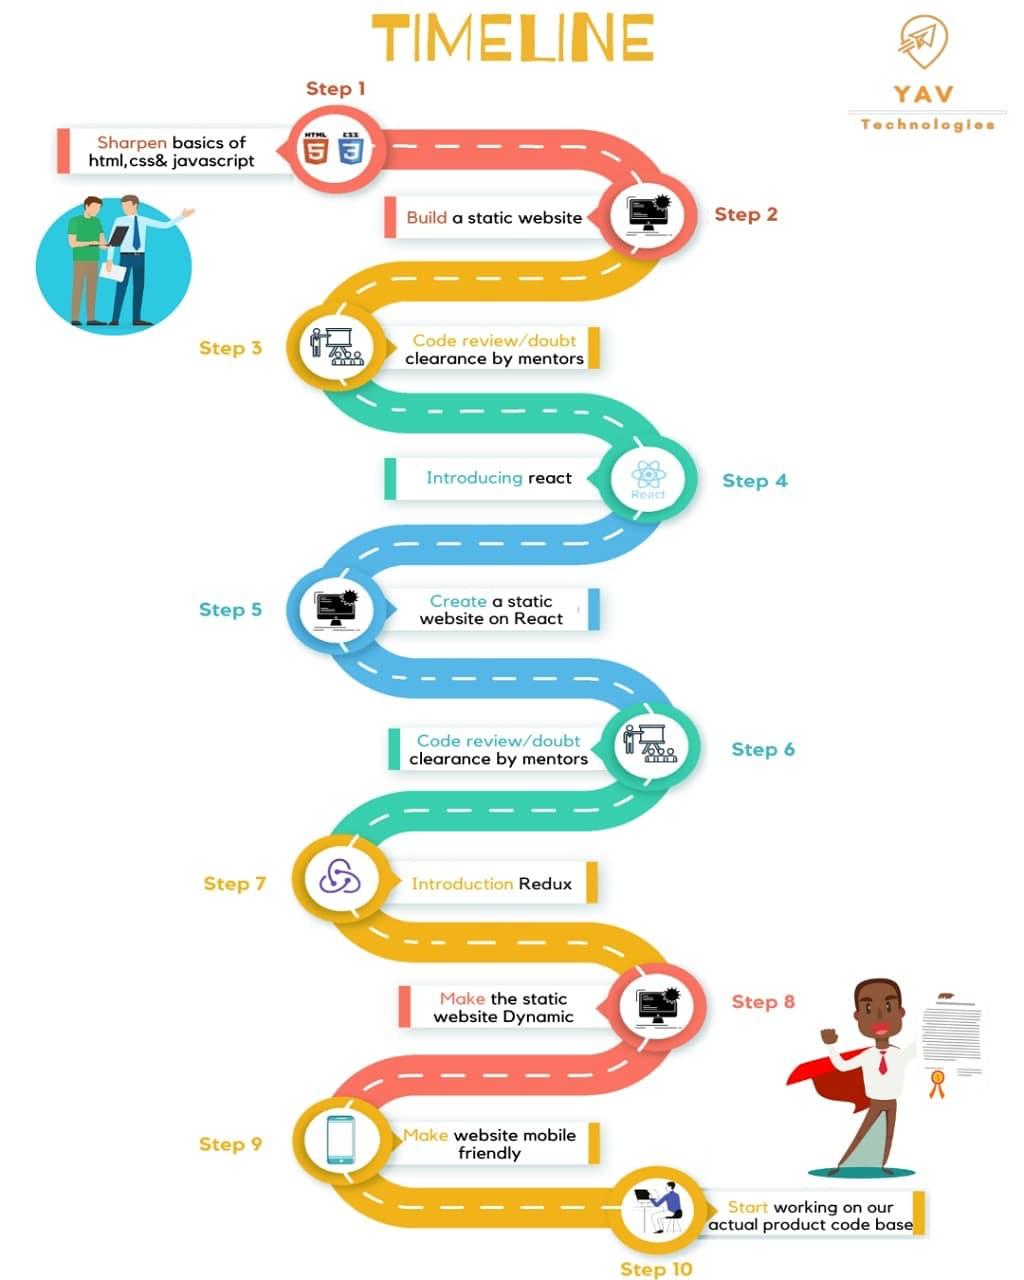 TIMELINE
YAV
Technologies
Step 1
Sharpen basics of
html,css& javascript
HTML
5
CSS
3
Build a static website
Step 2
Step 3
Code review/doubt
clearance by mentors
Introducing react
React
Step 4
Step 5
Create a static
website on React
Code review/doubt
clearance by mentors
Step 6
Step 7
Introduction Redux
Make the static
website Dynamic
Step 8
Step 9
Make website mobile
friendly
Start working on our
actual product code base
Step 10